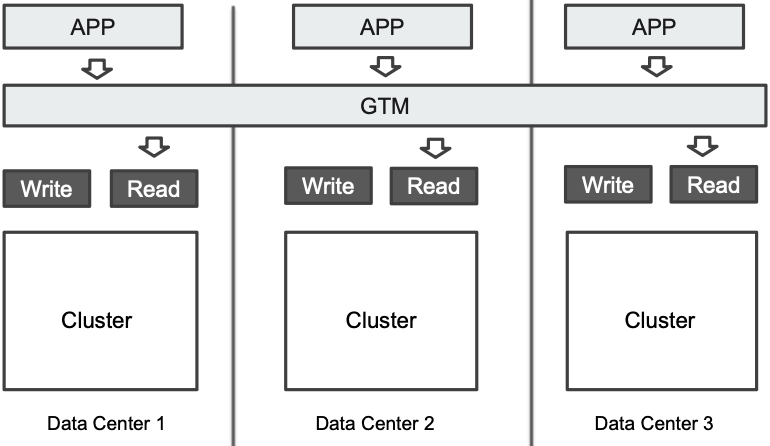 APP
APP
APP
GTM
Write
Read
Write
Read
Write
Read
Cluster
Cluster
Cluster
Data Center 1
Data Center 2
Data Center 3